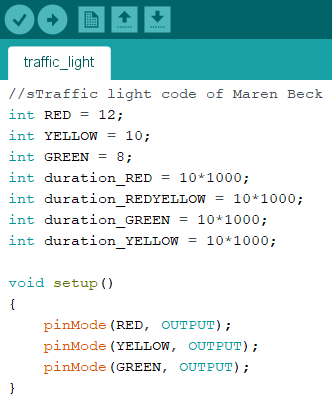 traffic_light
//sTraffic light code of Maren Beck
int RED = 12;
int YELLOW = 10;
int GREEN = 8;
int duration_RED = 10*1000;
int duration_REDYELLOW = 10*1000;
int duration_GREEN = 10*1000;
int duration_YELLOW = 10*1000;
void setup()
{
pinMode(RED, OUTPUT);
pinMode(YELLOW, OUTPUT);
pinMode(GREEN, OUTPUT);
}